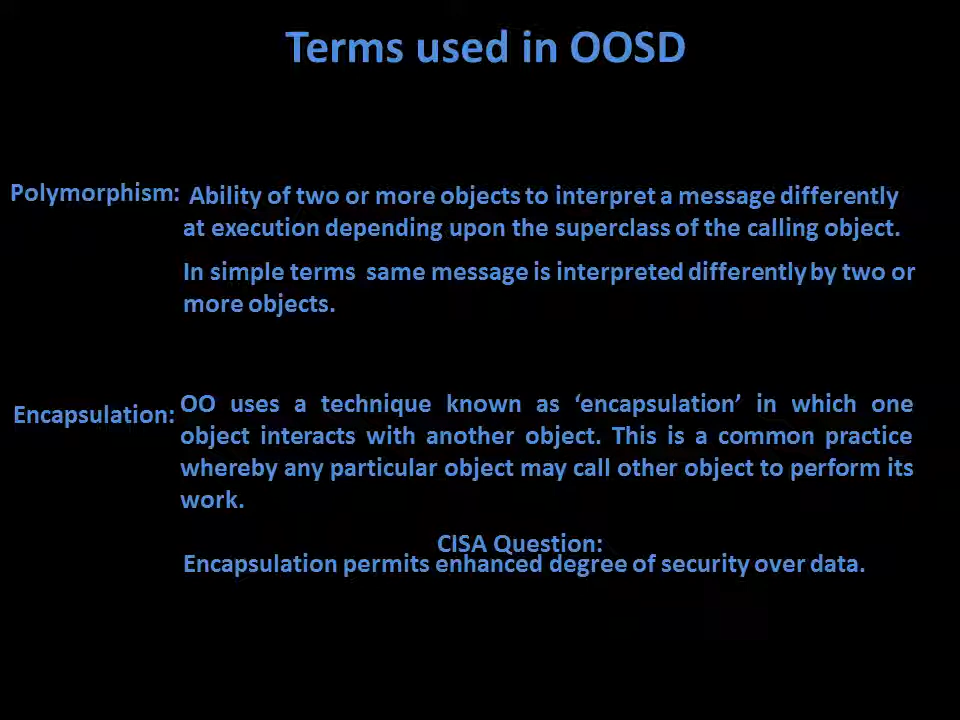 Terms used in OOSD
Polymorphism: Ability of two or more objects to interpret a message differently
at execution depending upon the superclass of the calling object.
In simple terms same message is interpreted differently by two or
more objects.
Encapsulation: OO uses a technique known as ‘encapsulation’ in which one
object interacts with another object. This is a common practice
whereby any particular object may call other object to perform its
work.
CISA Question:
Encapsulation permits enhanced degree of security over data.